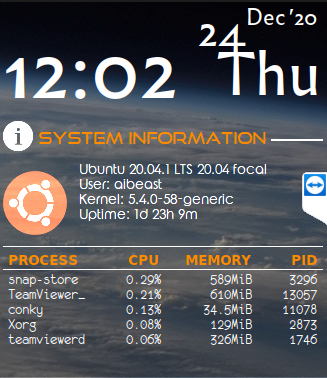 Dec '20
24
12:02 Thu
i SYSTEM INFORMATION
Ubuntu 20.04.1 LTS 20.04 focal
User: aibeast
Kernel: 5.4.0-58-generic
Uptime: 1d 23h 9m
PROCESS CPU MEMORY PID
snap-store 0.29% 589MiB 3296
TeamViewer_ 0.21% 610MiB 13057
conky 0.13% 34.5MiB 11078
Xorg 0.08% 129MiB 2873
teamviewerd 0.06% 326MiB 1746